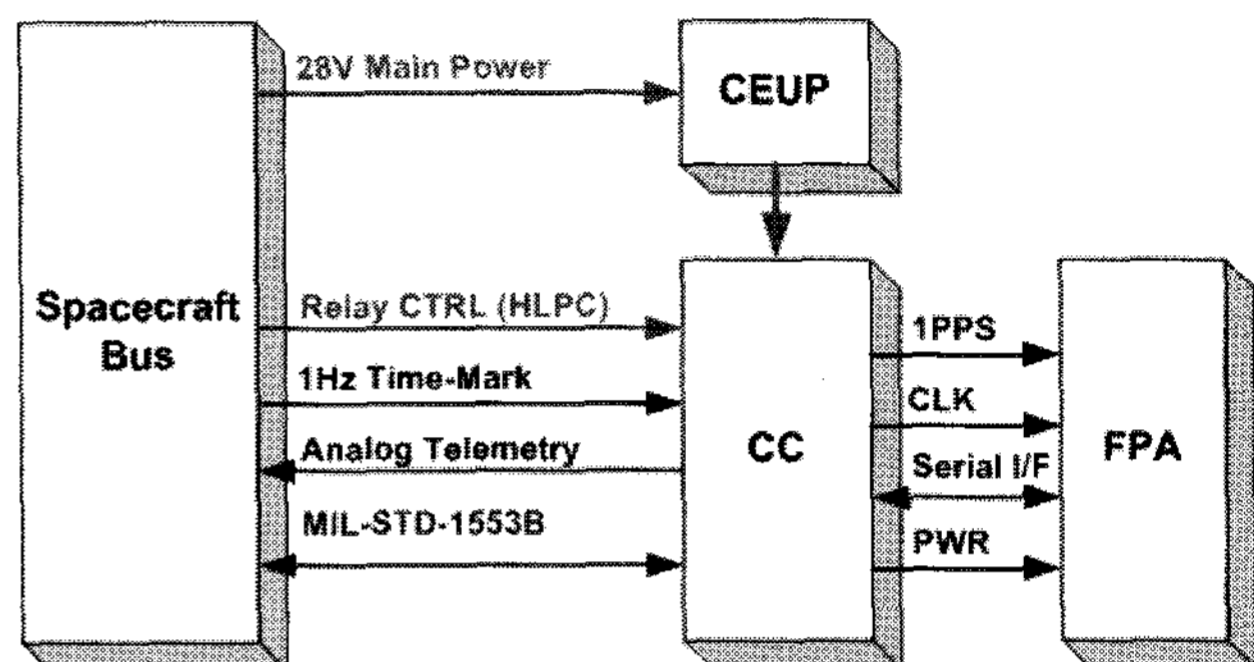 28V Main Power
CEUP
Spacecraft
Bus
Relay CTRL (HLPC)
1Hz Time-Mark
Analog Telemetry
MIL-STD-1553B
CC
1PPS
CLK
Serial I/F
PWR
FPA